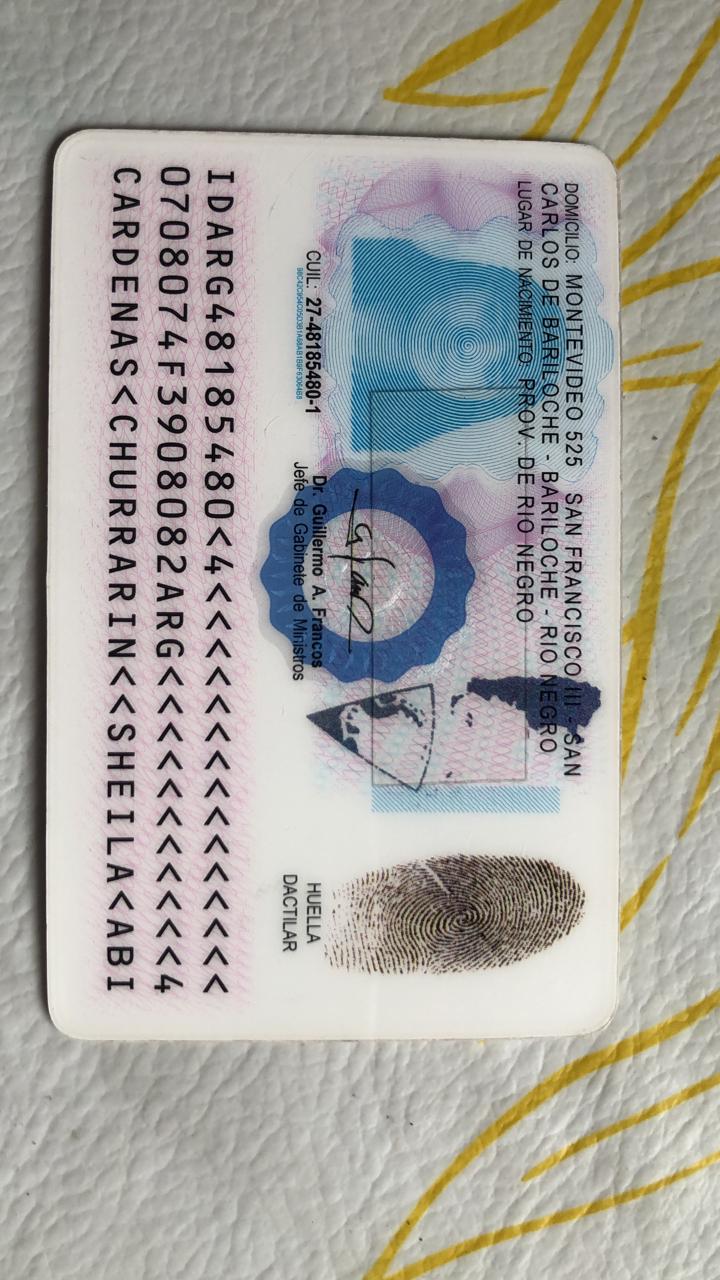 DOMICILIO: MONTEVIDEO 525 SAN FRANCISCO III - SAN
CARLOS DE BARILOCHE - BARILOCHE - RIO NEGRO
LUGAR DE NACIMIENTO: PROV. DE RIO NEGRO
CUIL: 27-48185480-1
Dr. Guillermo A. Francos
Jefe de Gabinete de Ministros
HUELLA
DACTILAR
IDARG48185480<4<<<<<<<<<<<<<<<
0708074F3908082ARG<<<<<<<<<<<4
CARDENAS<CHURRARIN<<SHEILA<ABI